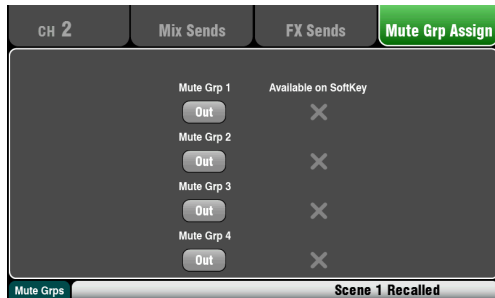 CH 2 Mix Sends FX Sends Mute Grp Assign
Mute Grp 1 Available on SoftKey
Out
Mute Grp 2
Out
Mute Grp 3
Out
Mute Grp 4
Out
Mute Grps Scene 1 Recalled